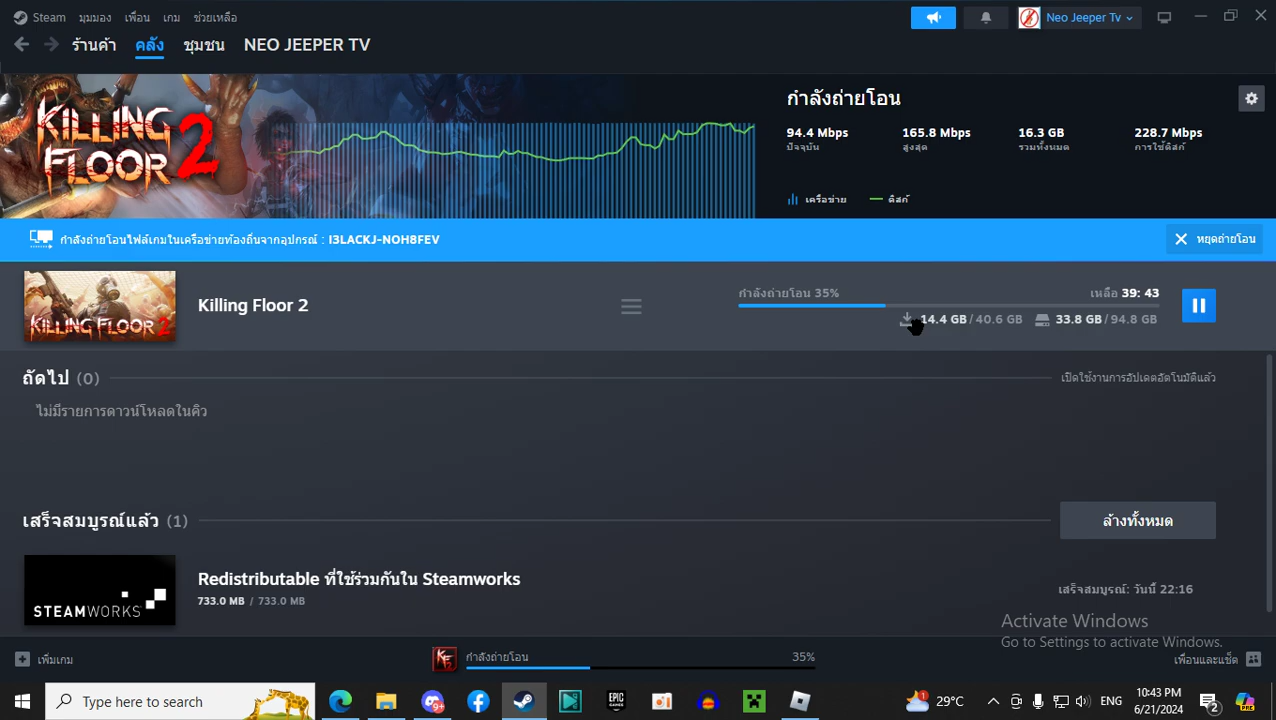 Steam มุมมอง เพื่อน เกม ช่วยเหลือ
Neo Jeeper Tv
ร้านค้า คลัง ชุมชน NEO JEEPER TV
KILLING FLOOR 2
กำลังถ่ายโอน
94.4 Mbps 165.8 Mbps 16.3 GB 228.7 Mbps
ปัจจุบัน สูงสุด รวมทั้งหมด การใช้ดิสก์
เครือข่าย ดิสก์
กำลังถ่ายโอนไฟล์เกมในเครือข่ายท้องถิ่นจากอุปกรณ์ : I3LACKJ-NOH8FEV
หยุดถ่ายโอน
KILLING FLOOR 2
Killing Floor 2
กำลังถ่ายโอน 35% เหลือ 39: 43
14.4 GB / 40.6 GB 33.8 GB / 94.8 GB
ถัดไป (0) เปิดใช้งานการอัปเดตอัตโนมัติแล้ว
ไม่มีรายการดาวน์โหลดในคิว
เสร็จสมบูรณ์แล้ว (1) ล้างทั้งหมด
STEAMWORKS
Redistributable ที่ใช้ร่วมกันใน Steamworks
733.0 MB / 733.0 MB
เสร็จสมบูรณ์: วันนี้ 22:16
Activate Windows
Go to Settings to activate Windows.
เพิ่มเกม กำลังถ่ายโอน 35% เพื่อนและแช็ต
Type here to search
9+
EPIC GAMES
1
29°C
ENG
10:43 PM
6/21/2024
2